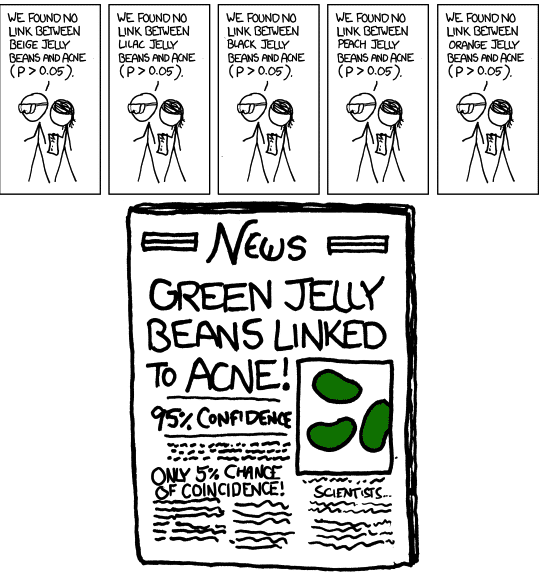 WE FOUND NO
LINK BETWEEN
BEIGE JELLY
BEANS AND ACNE
(P > 0.05).
WE FOUND NO
LINK BETWEEN
LILAC JELLY
BEANS AND ACNE
(P > 0.05).
WE FOUND NO
LINK BETWEEN
BLACK JELLY
BEANS AND ACNE
(P > 0.05).
WE FOUND NO
LINK BETWEEN
PEACH JELLY
BEANS AND ACNE
(P > 0.05).
WE FOUND NO
LINK BETWEEN
ORANGE JELLY
BEANS AND ACNE
(P > 0.05).
NEWS
GREEN JELLY
BEANS LINKED
TO ACNE!
95% CONFIDENCE
ONLY 5% CHANCE
OF COINCIDENCE!
SCIENTISTS...